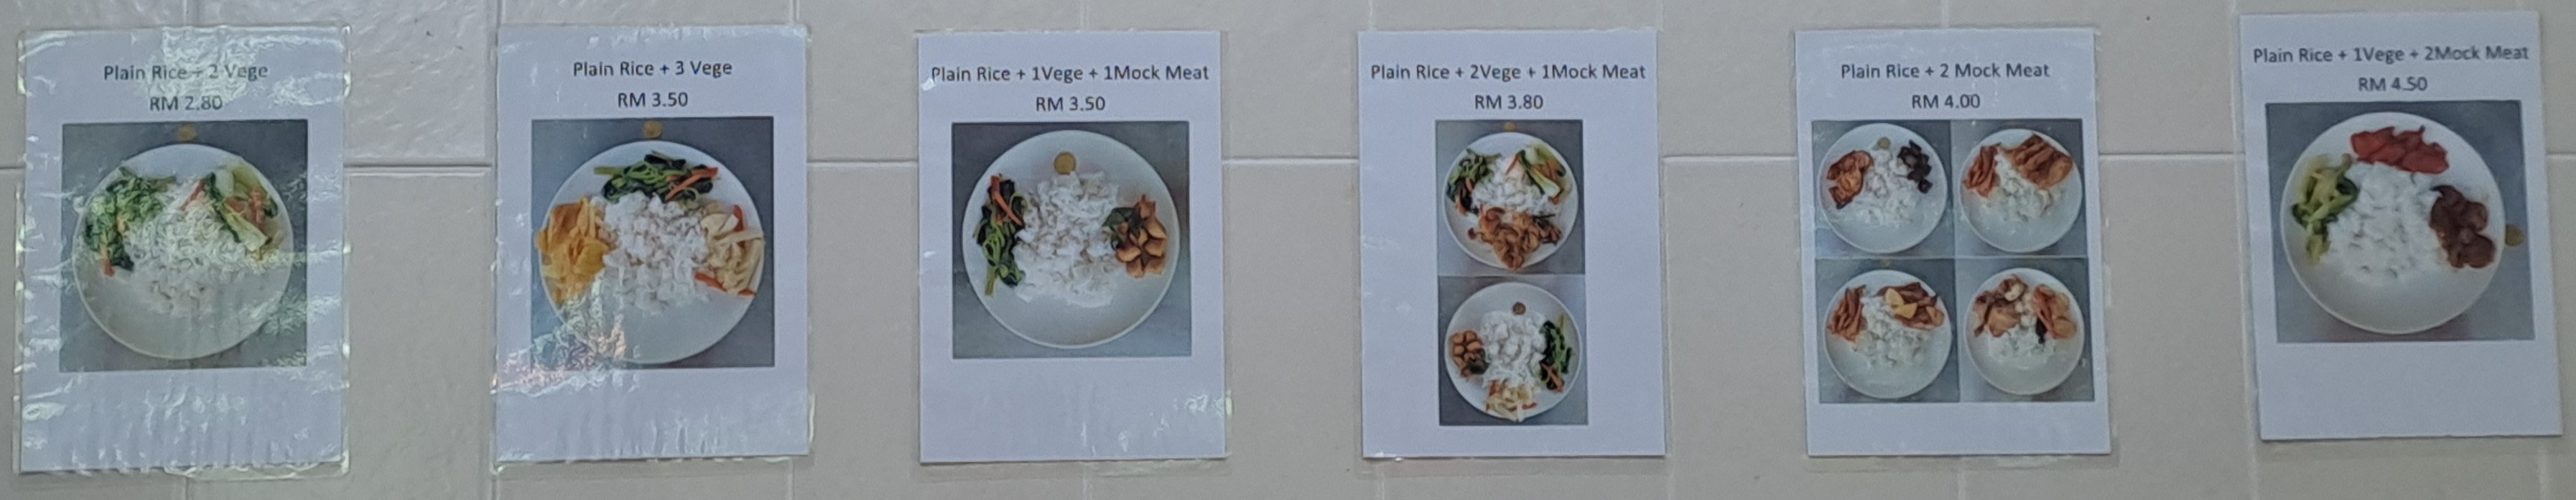 Plain Rice + 2 Vege
RM 2.80
Plain Rice + 3 Vege
RM 3.50
Plain Rice + 1Vege + 1Mock Meat
RM 3.50
Plain Rice + 2Vege + 1Mock Meat
RM 3.80
Plain Rice + 2 Mock Meat
RM 4.00
Plain Rice + 1Vege + 2Mock Meat
RM 4.50